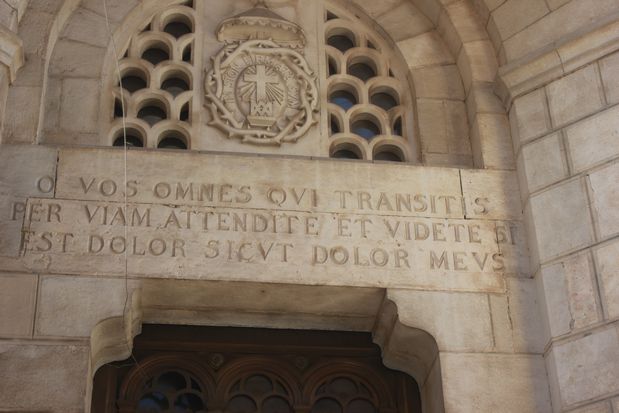 O VOS OMNES QVI TRANSITIS
PER VIAM, ATTENDITE ET VIDETE SI
EST DOLOR SICVT DOLOR MEVS